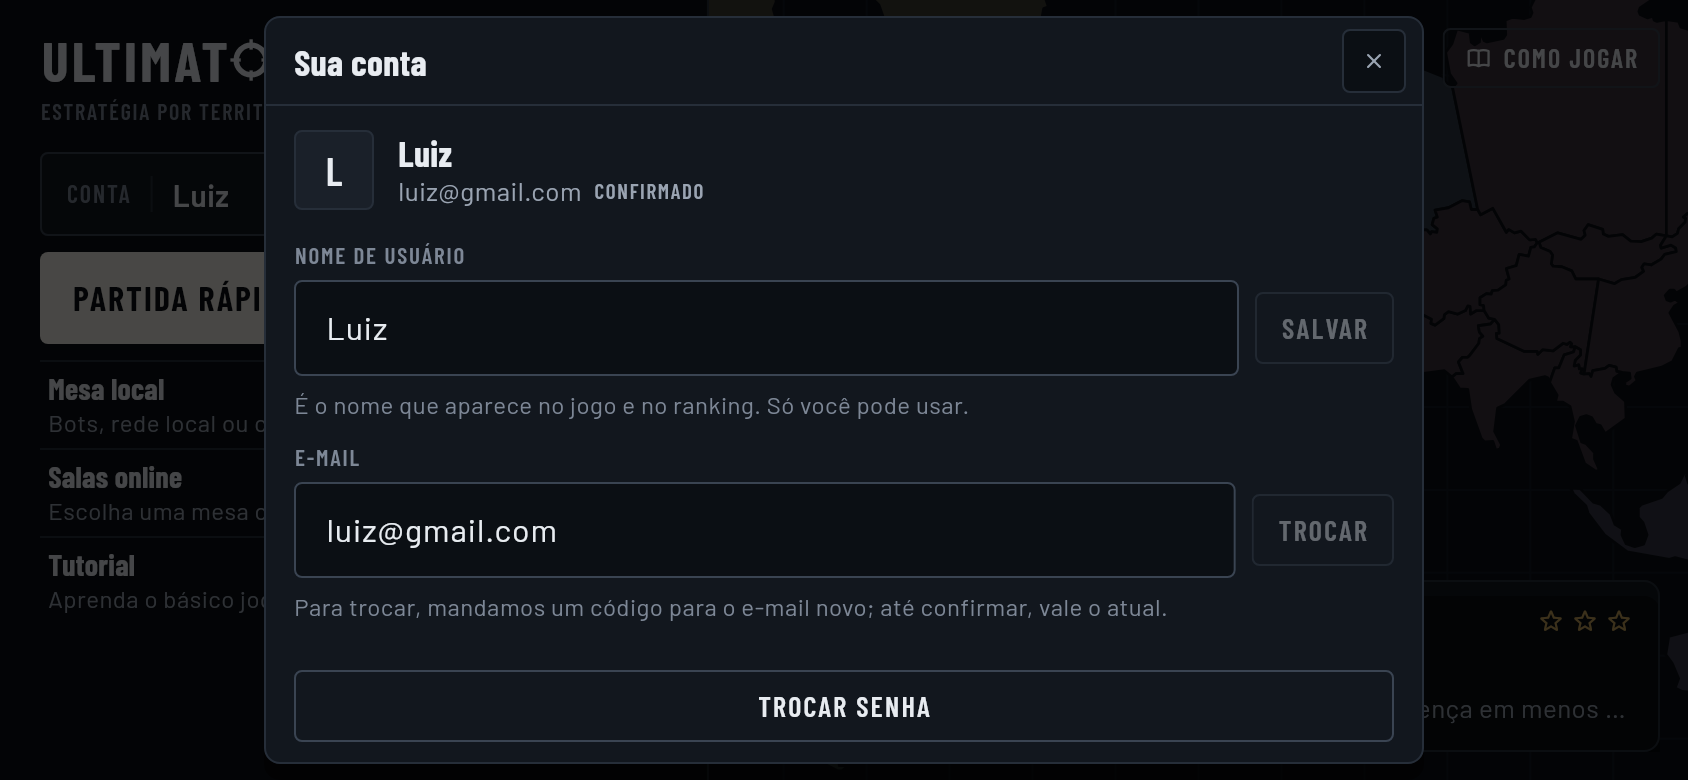 ULTIMAT
Sua conta
COMO JOGAR
ESTRATÉGIA POR TERRIT
L
Luiz
luiz@gmail.com CONFIRMADO
CONTA Luiz
NOME DE USUÁRIO
PARTIDA RÁPI
Luiz
SALVAR
Mesa local
Bots, rede local ou
É o nome que aparece no jogo e no ranking. Só você pode usar.
E-MAIL
Salas online
Escolha uma mesa
luiz@gmail.com
TROCAR
Tutorial
Aprenda o básico
Para trocar, mandamos um código para o e-mail novo; até confirmar, vale o atual.
TROCAR SENHA
em menos ...